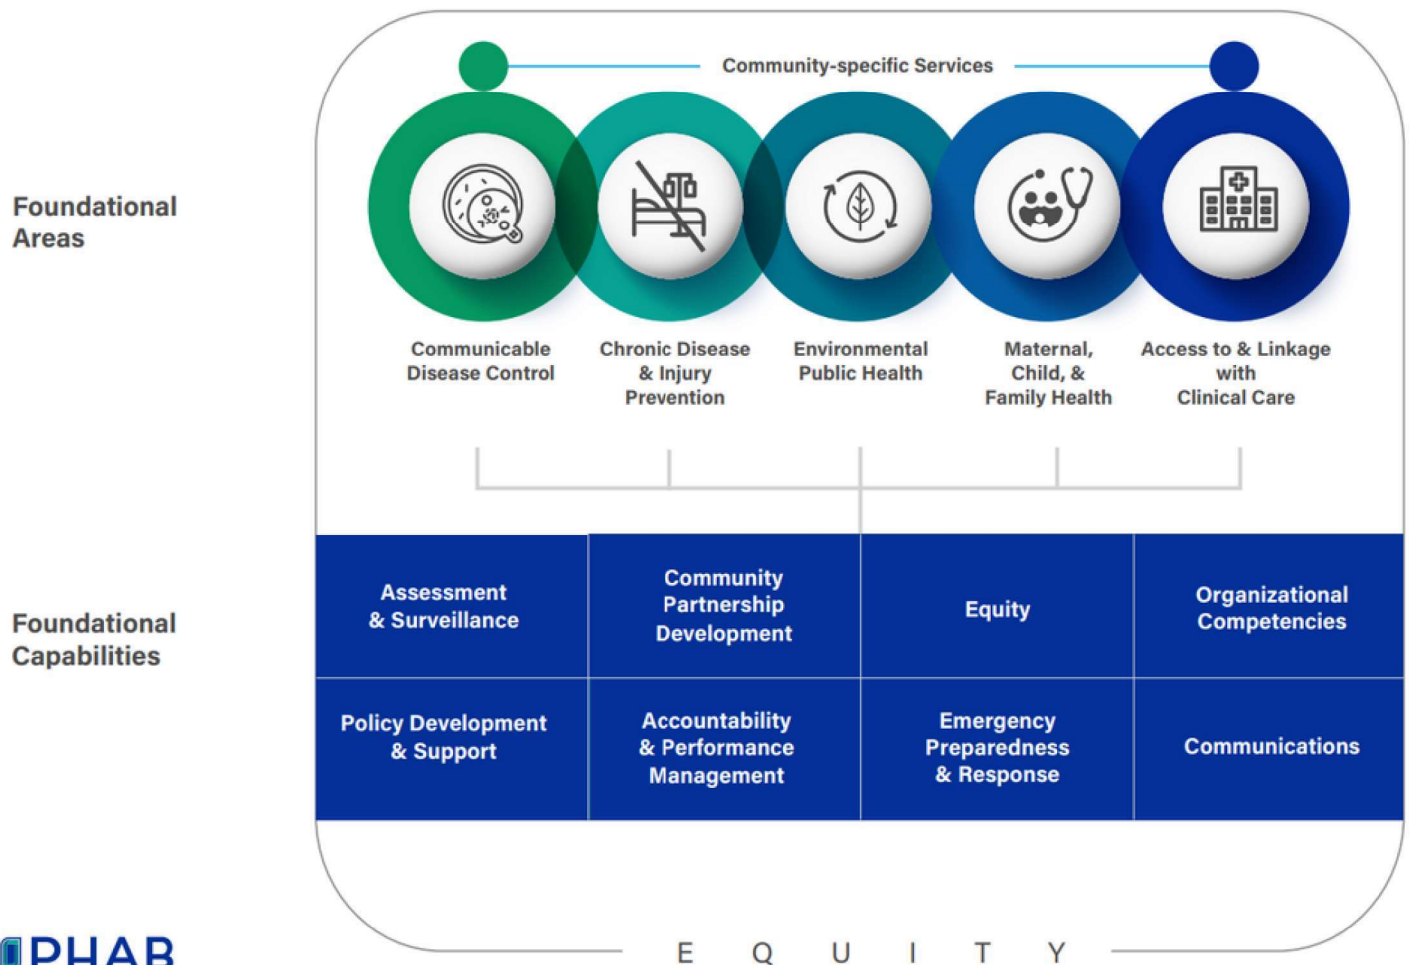 Community-specific Services
Foundational
Areas
Communicable
Disease Control
Chronic Disease
& Injury
Prevention
Environmental
Public Health
Maternal,
Child, &
Family Health
Access to & Linkage
with
Clinical Care
Foundational
Capabilities
Assessment
& Surveillance
Community
Partnership
Development
Equity
Organizational
Competencies
Policy Development
& Support
Accountability
& Performance
Management
Emergency
Preparedness
& Response
Communications
E Q U I T Y
PHAB